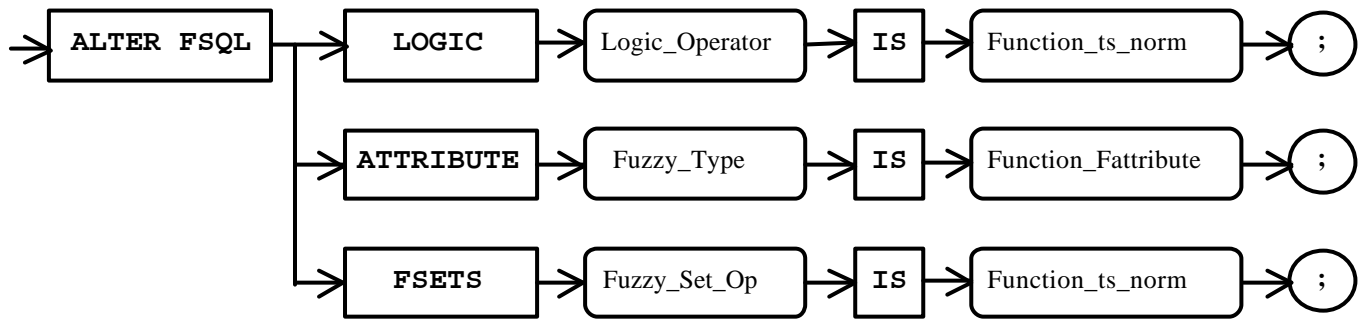 ALTER FSQL LOGIC Logic_Operator IS Function_ts_norm ;
ATTRIBUTE Fuzzy_Type IS Function_Fattribute ;
FSETS Fuzzy_Set_Op IS Function_ts_norm ;